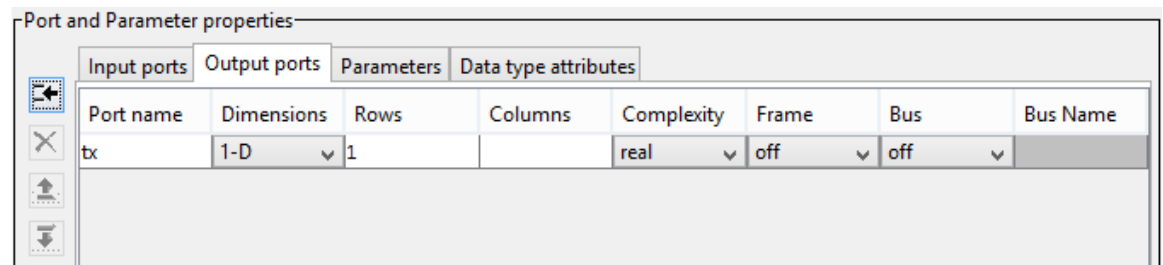 Port and Parameter properties
Input ports Output ports Parameters Data type attributes
Port name Dimensions Rows Columns Complexity Frame Bus Bus Name
tx 1-D 1 real off off